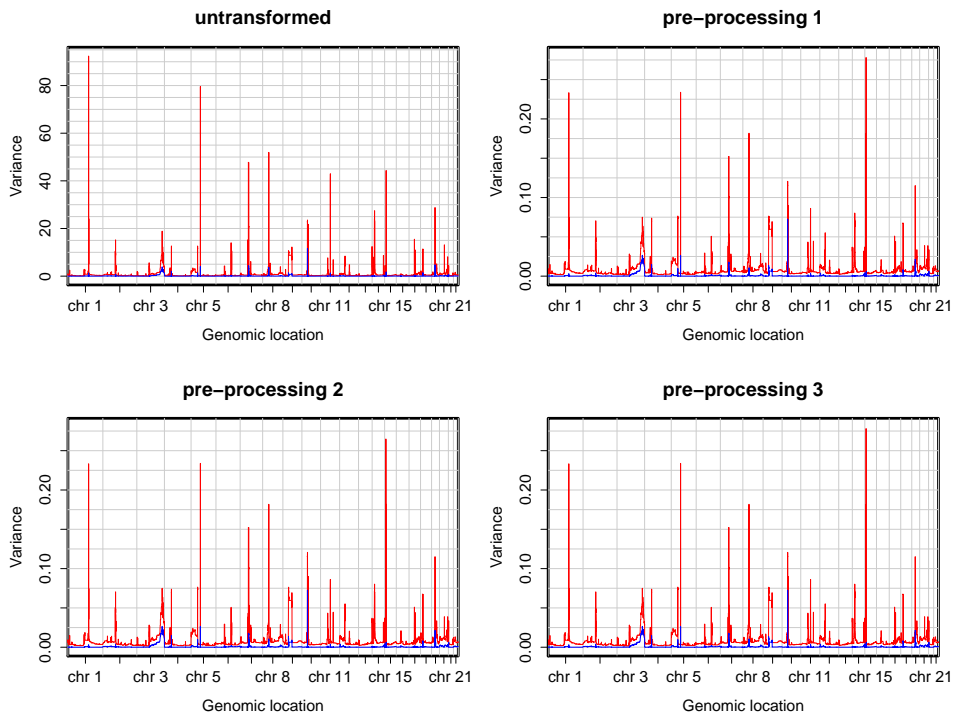 untransformed
Variance
80
60
40
20
0
chr 1 chr 3 chr 5 chr 8 chr 11 chr 15 chr 21
Genomic location
pre−processing 1
Variance
0.20
0.10
0.00
chr 1 chr 3 chr 5 chr 8 chr 11 chr 15 chr 21
Genomic location
pre−processing 2
Variance
0.20
0.10
0.00
chr 1 chr 3 chr 5 chr 8 chr 11 chr 15 chr 21
Genomic location
pre−processing 3
Variance
0.20
0.10
0.00
chr 1 chr 3 chr 5 chr 8 chr 11 chr 15 chr 21
Genomic location